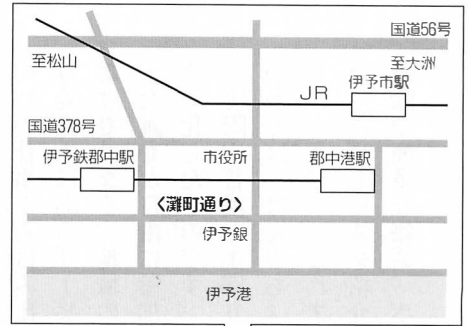 国道56号
至松山
至大洲
伊予市駅
JR
国道378号
伊予鉄郡中駅
市役所
郡中港駅
〈灘町通り〉
伊予銀
伊予港